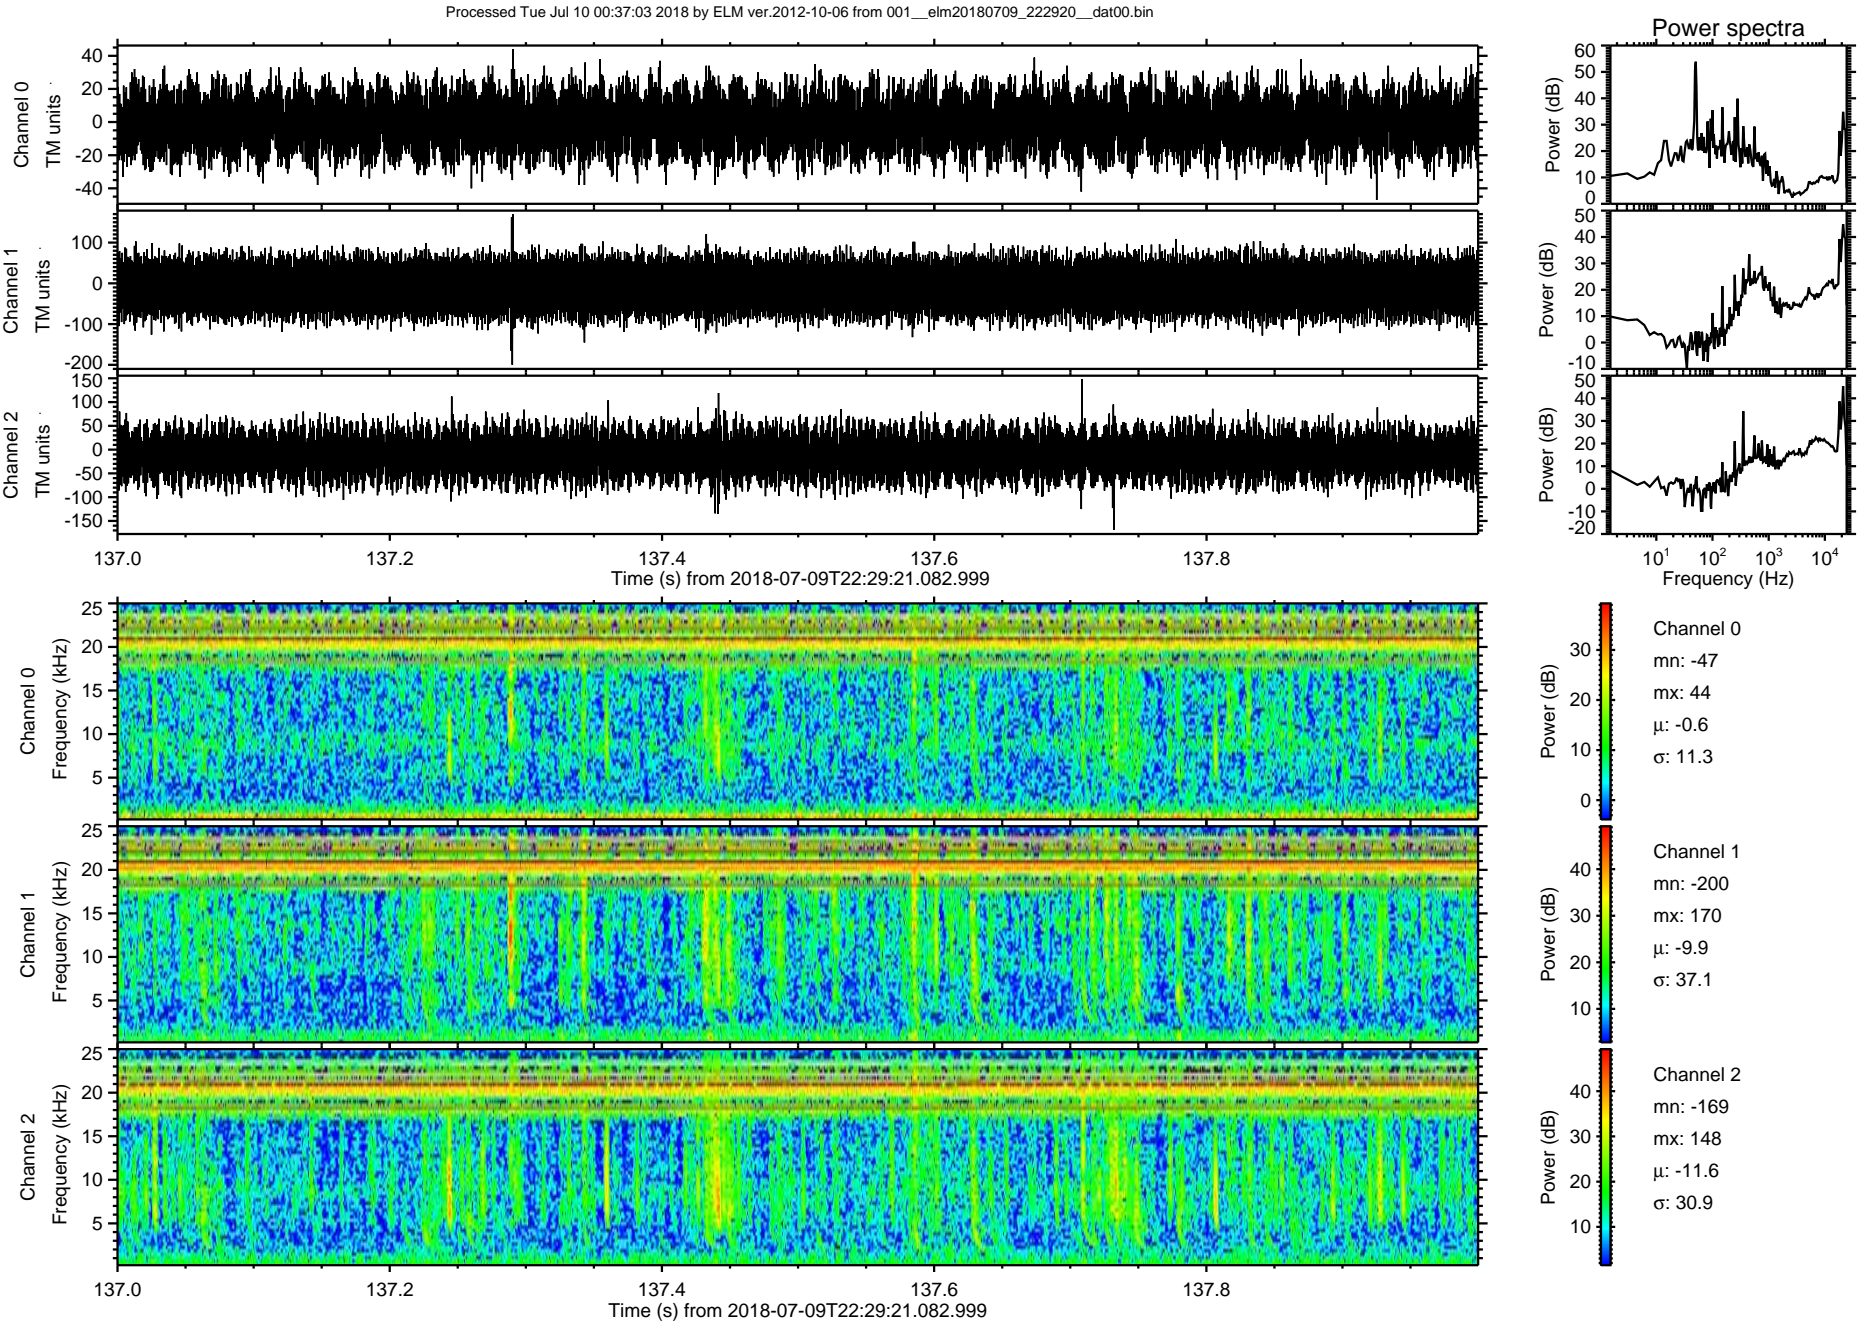 Processed Tue Jul 10 00:37:03 2018 by ELM ver.2012-10-06 from 001__elm20180709_222920__dat00.bin
Power spectra
Channel 0
TM units
40
20
0
-20
-40
Power (dB)
60
50
40
30
20
10
0
Channel 1
TM units
100
0
-100
-200
Power (dB)
50
40
30
20
10
0
-10
Channel 2
TM units
150
100
50
0
-50
-100
-150
Power (dB)
50
40
30
20
10
0
-10
-20
137.0 137.2 137.4 137.6 137.8
Time (s) from 2018-07-09T22:29:21.082.999
10^1 10^2 10^3 10^4
Frequency (Hz)
Channel 0
Frequency (kHz)
25
20
15
10
5
Power (dB)
30
20
10
0
Channel 0
mn: -47
mx: 44
μ: -0.6
σ: 11.3
Channel 1
Frequency (kHz)
25
20
15
10
5
Power (dB)
40
30
20
10
Channel 1
mn: -200
mx: 170
μ: -9.9
σ: 37.1
Channel 2
Frequency (kHz)
25
20
15
10
5
Power (dB)
40
30
20
10
Channel 2
mn: -169
mx: 148
μ: -11.6
σ: 30.9
137.0 137.2 137.4 137.6 137.8
Time (s) from 2018-07-09T22:29:21.082.999